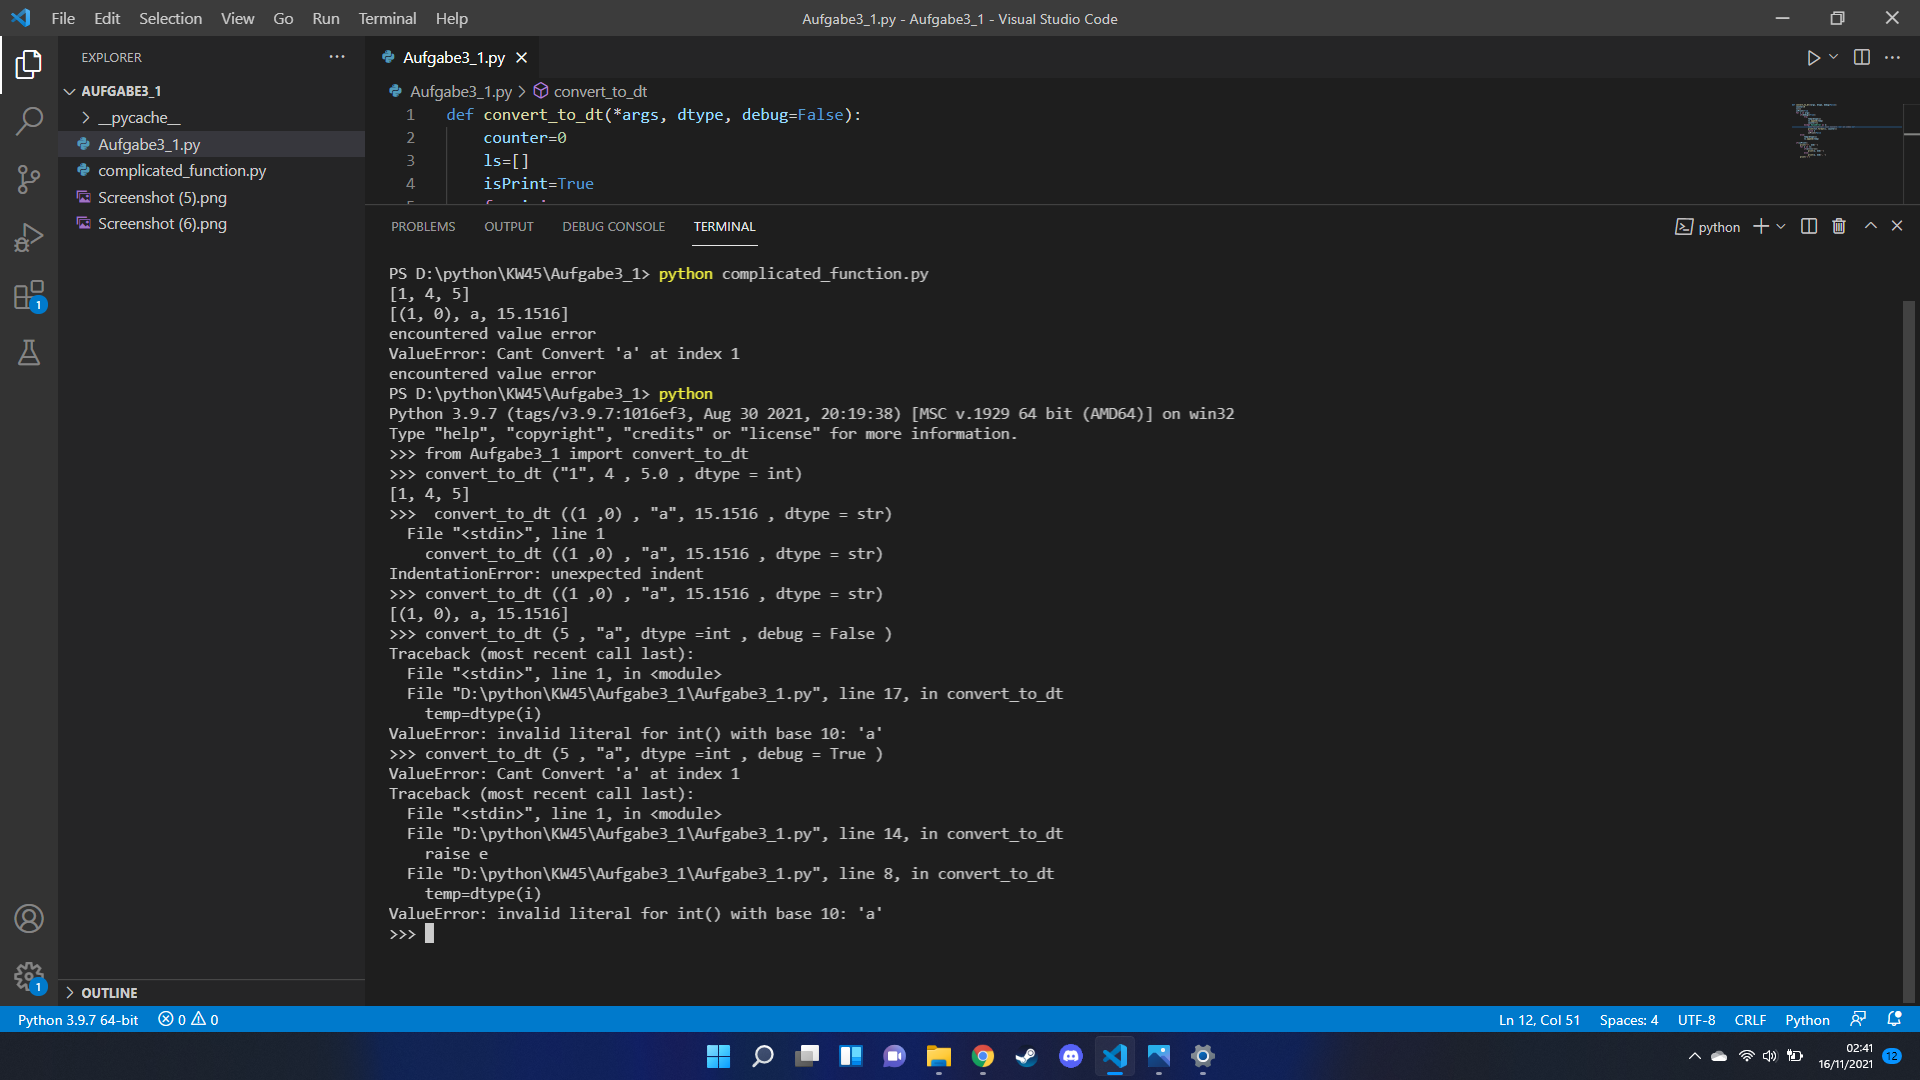 File Edit Selection View Go Run Terminal Help
Aufgabe3_1.py - Aufgabe3_1 - Visual Studio Code
EXPLORER
AUFGABE3_1
__pycache__
Aufgabe3_1.py
complicated_function.py
Screenshot (5).png
Screenshot (6).png
OUTLINE
Aufgabe3_1.py
Aufgabe3_1.py > convert_to_dt
1 def convert_to_dt(*args, dtype, debug=False):
2 counter=0
3 ls=[]
4 isPrint=True
PROBLEMS OUTPUT DEBUG CONSOLE TERMINAL
python
PS D:\python\KW45\Aufgabe3_1> python complicated_function.py
[1, 4, 5]
[(1, 0), a, 15.1516]
encountered value error
ValueError: Cant Convert 'a' at index 1
encountered value error
PS D:\python\KW45\Aufgabe3_1> python
Python 3.9.7 (tags/v3.9.7:1016ef3, Aug 30 2021, 20:19:38) [MSC v.1929 64 bit (AMD64)] on win32
Type "help", "copyright", "credits" or "license" for more information.
>>> from Aufgabe3_1 import convert_to_dt
>>> convert_to_dt ("1", 4 , 5.0 , dtype = int)
[1, 4, 5]
>>>  convert_to_dt ((1 ,0) , "a", 15.1516 , dtype = str)
  File "<stdin>", line 1
    convert_to_dt ((1 ,0) , "a", 15.1516 , dtype = str)
IndentationError: unexpected indent
>>> convert_to_dt ((1 ,0) , "a", 15.1516 , dtype = str)
[(1, 0), a, 15.1516]
>>> convert_to_dt (5 , "a", dtype =int , debug = False )
Traceback (most recent call last):
  File "<stdin>", line 1, in <module>
  File "D:\python\KW45\Aufgabe3_1\Aufgabe3_1.py", line 17, in convert_to_dt
    temp=dtype(i)
ValueError: invalid literal for int() with base 10: 'a'
>>> convert_to_dt (5 , "a", dtype =int , debug = True )
ValueError: Cant Convert 'a' at index 1
Traceback (most recent call last):
  File "<stdin>", line 1, in <module>
  File "D:\python\KW45\Aufgabe3_1\Aufgabe3_1.py", line 14, in convert_to_dt
    raise e
  File "D:\python\KW45\Aufgabe3_1\Aufgabe3_1.py", line 8, in convert_to_dt
    temp=dtype(i)
ValueError: invalid literal for int() with base 10: 'a'
>>>
1
1
Python 3.9.7 64-bit 0 0
Ln 12, Col 51 Spaces: 4 UTF-8 CRLF Python
02:41
16/11/2021
12